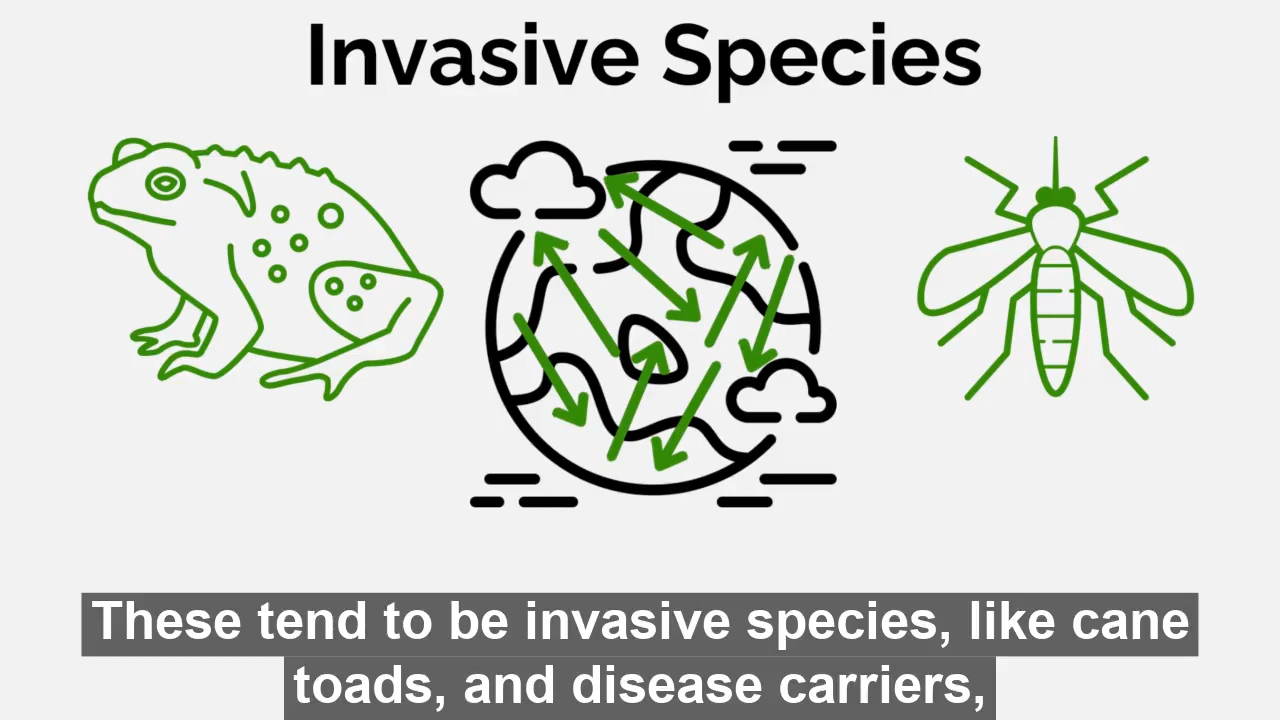 Invasive Species
These tend to be invasive species, like cane
toads, and disease carriers,